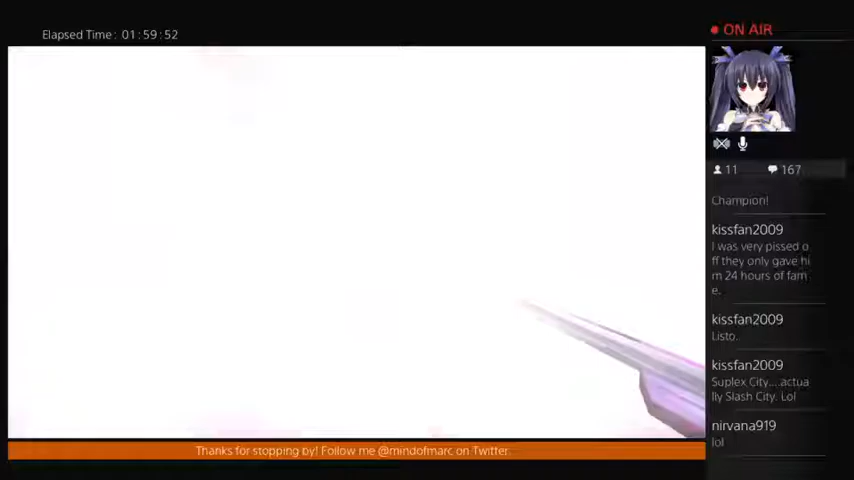 Elapsed Time: 01:59:52
ON AIR
11
167
Champion!
kissfan2009
I was very pissed o
ff they only gave hi
m 24 hours of fam
e.
kissfan2009
Listo.
kissfan2009
Suplex City....actua
lly Slash City. Lol
nirvana919
lol
Thanks for stopping by! Follow me @mindofmarc on Twitter.